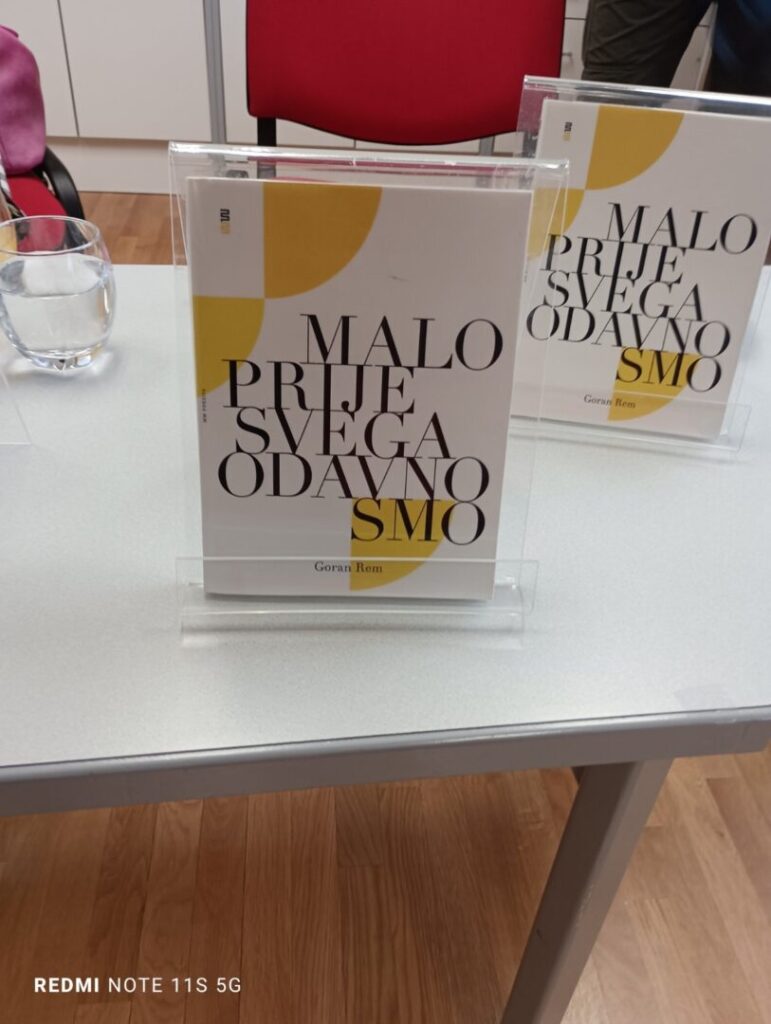 MALO
PRIJE
SVEGA
ODAVNO
SMO
Goran Rem
MALO
PRIJE
SVEGA
ODAVNO
SMO
Goran Rem
REDMI NOTE 11S 5G